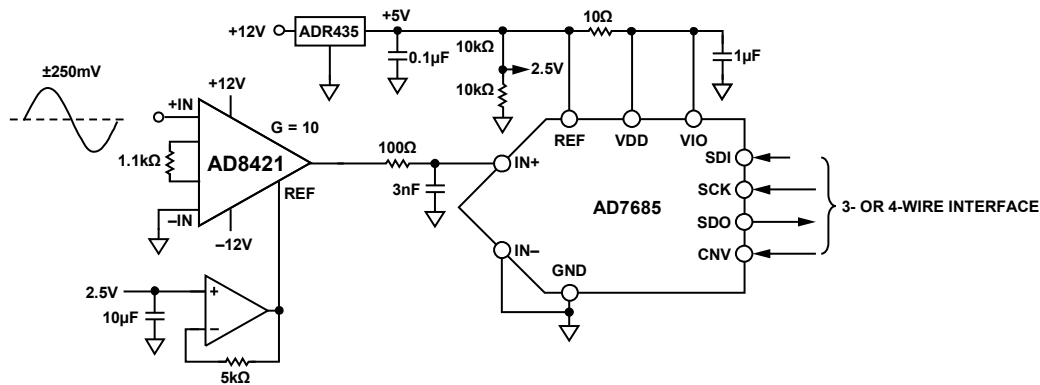 +12V
ADR435
+5V
0.1µF
10kΩ
10kΩ
2.5V
10Ω
1µF
±250mV
+12V
+IN
G = 10
1.1kΩ
AD8421
REF
–IN
–12V
100Ω
3nF
REF
VDD
VIO
IN+
AD7685
IN–
GND
SDI
SCK
SDO
CNV
3- OR 4-WIRE INTERFACE
2.5V
10µF
+
–
5kΩ